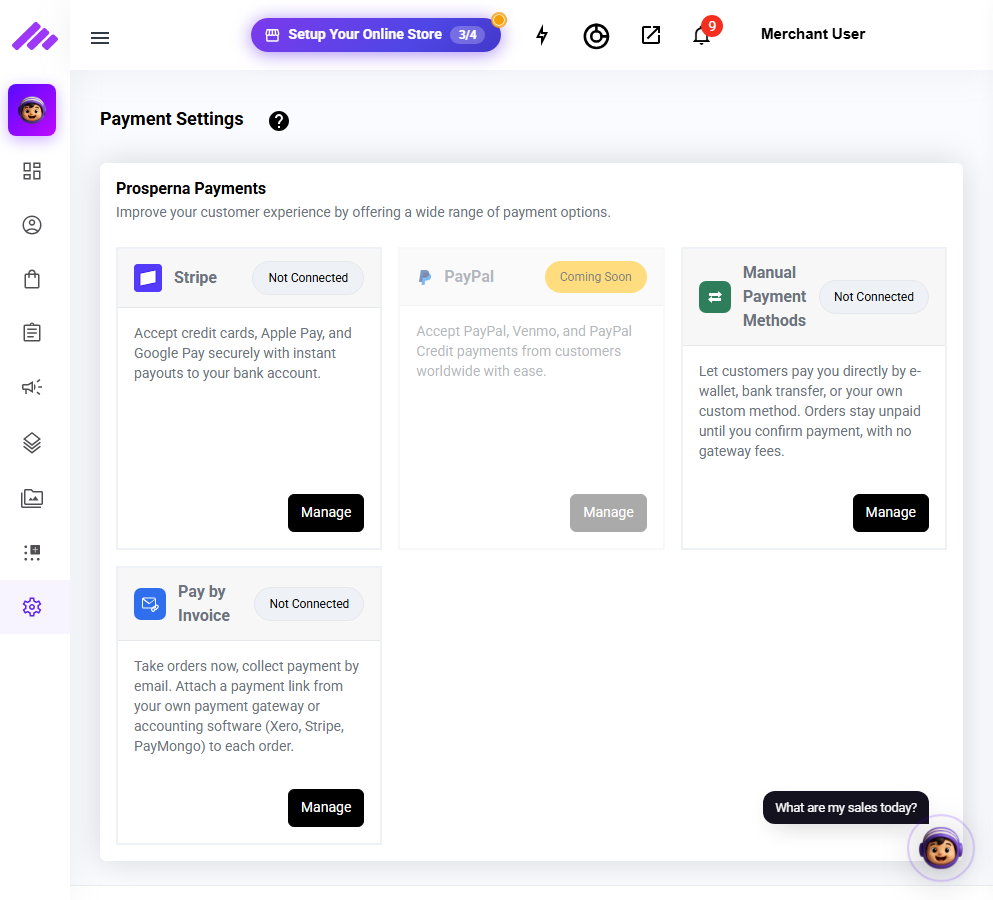 Setup Your Online Store 3/4
9
Merchant User
Payment Settings
?
Prosperna Payments
Improve your customer experience by offering a wide range of payment options.
Stripe
Not Connected
Accept credit cards, Apple Pay, and
Google Pay securely with instant
payouts to your bank account.
Manage
PayPal
Coming Soon
Accept PayPal, Venmo, and PayPal
Credit payments from customers
worldwide with ease.
Manage
Manual
Payment
Methods
Not Connected
Let customers pay you directly by e-
wallet, bank transfer, or your own
custom method. Orders stay unpaid
until you confirm payment, with no
gateway fees.
Manage
Pay by
Invoice
Not Connected
Take orders now, collect payment by
email. Attach a payment link from
your own payment gateway or
accounting software (Xero, Stripe,
PayMongo) to each order.
Manage
What are my sales today?